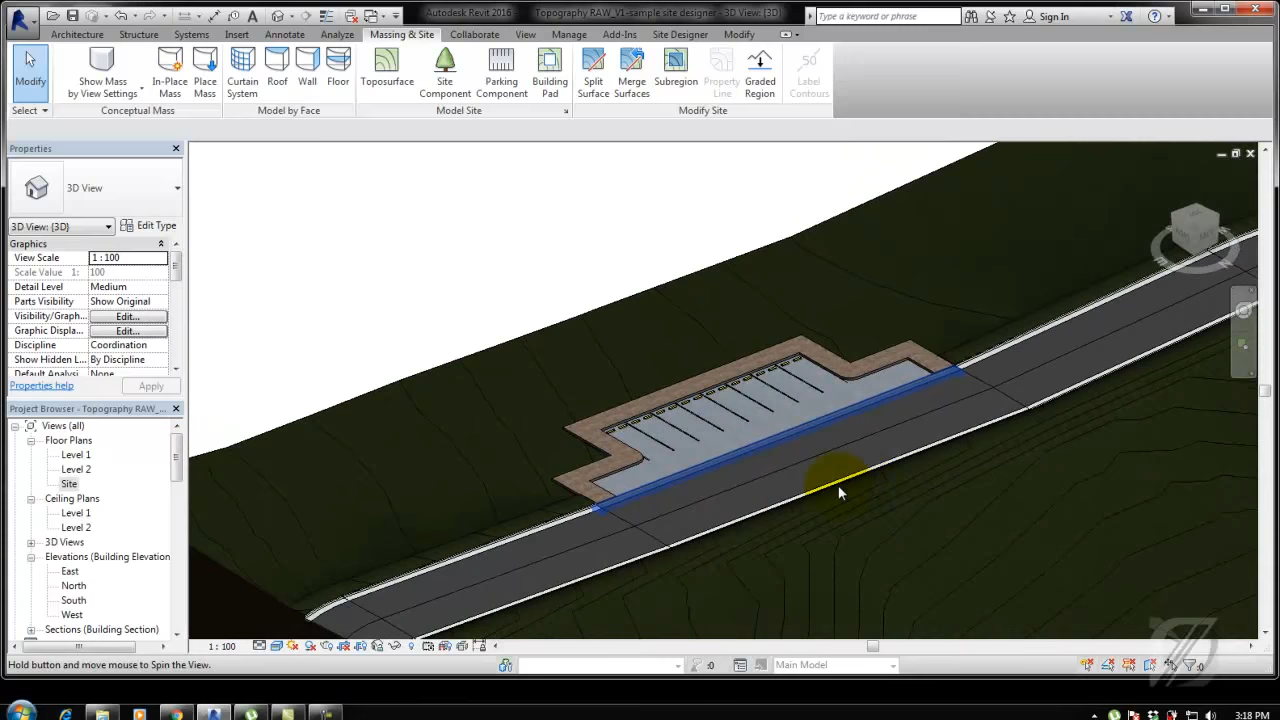 Autodesk Revit 2016 - Topography RAW_VI-sample site designer - 3D View: {3D}
Type a keyword or phrase
Sign In
Architecture Structure Systems Insert Annotate Analyze Massing & Site Collaborate View Manage Add-Ins Site Designer Modify
Modify
Show Mass
by View Settings
In-Place
Mass
Place
Mass
Curtain
System
Roof
Wall
Floor
Toposurface
Site
Component
Parking
Component
Building
Pad
Split
Surface
Merge
Surfaces
Subregion
Property
Line
Graded
Region
50
Label
Contours
Select Conceptual Mass Model by Face Model Site Modify Site
Properties
3D View
3D View: {3D} Edit Type
Graphics
View Scale 1 : 100
Scale Value 1: 100
Detail Level Medium
Parts Visibility Show Original
Visibility/Graph... Edit...
Graphic Displa... Edit...
Discipline Coordination
Show Hidden L... By Discipline
Default Analysi... None
Properties help Apply
Project Browser - Topography RAW_...
Views (all)
Floor Plans
Level 1
Level 2
Site
Ceiling Plans
Level 1
Level 2
3D Views
Elevations (Building Elevation
East
North
South
West
Sections (Building Section)
1 : 100
Hold button and move mouse to Spin the View.
:0
Main Model
:0
3:18 PM